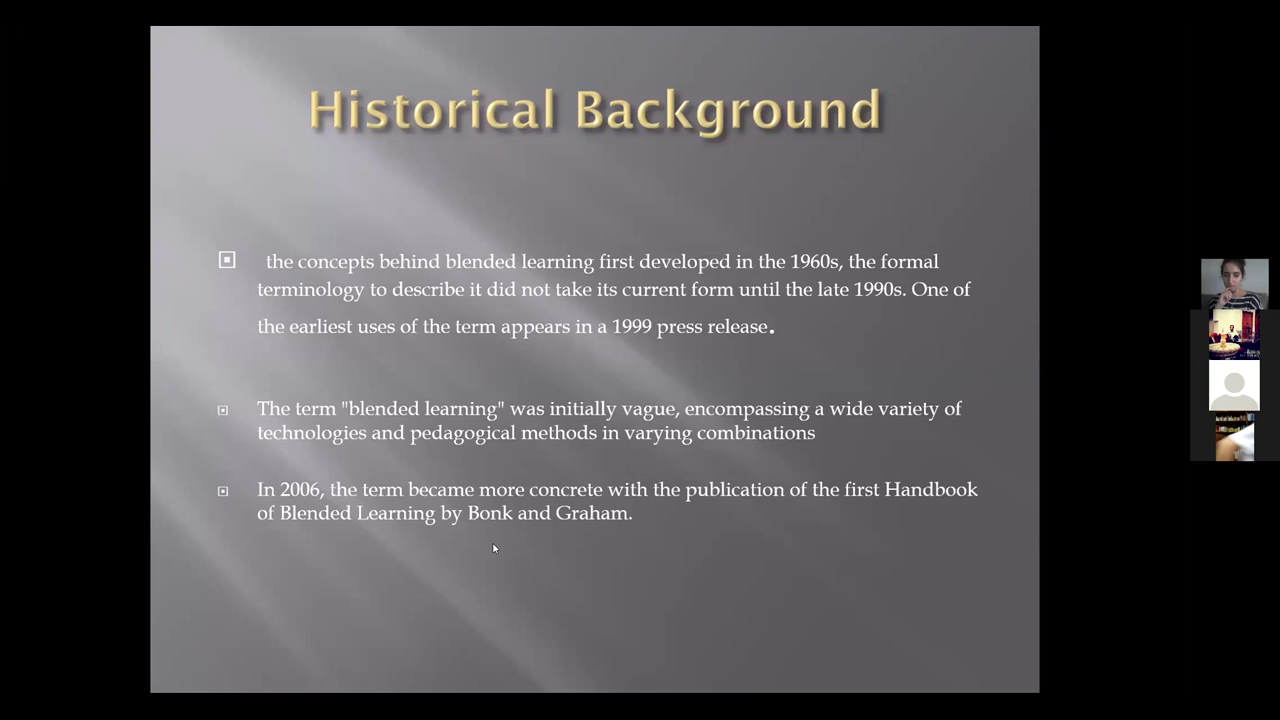 Historical Background
the concepts behind blended learning first developed in the 1960s, the formal
terminology to describe it did not take its current form until the late 1990s. One of
the earliest uses of the term appears in a 1999 press release.
The term "blended learning" was initially vague, encompassing a wide variety of
technologies and pedagogical methods in varying combinations
In 2006, the term became more concrete with the publication of the first Handbook
of Blended Learning by Bonk and Graham.